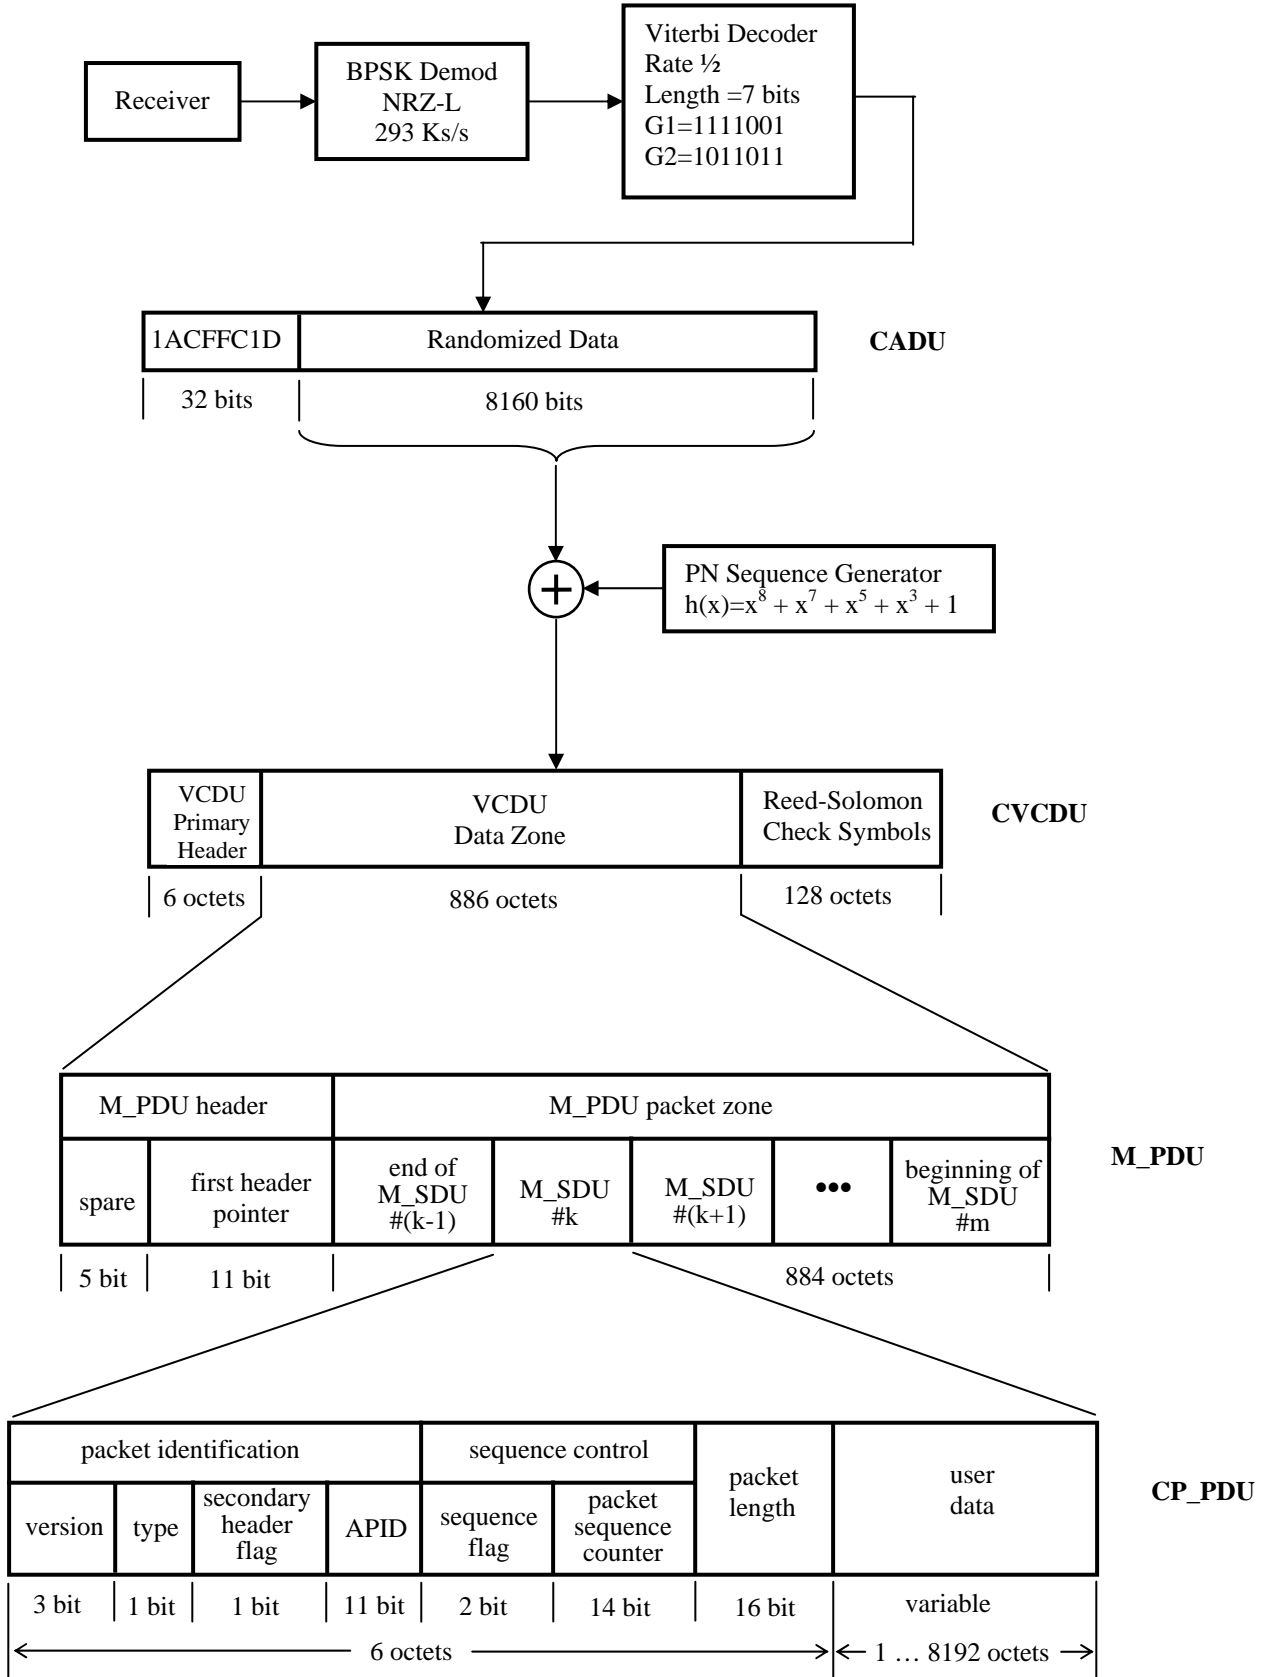 Receiver
BPSK Demod
NRZ-L
293 Ks/s
Viterbi Decoder
Rate ½
Length =7 bits
G1=1111001
G2=1011011
1ACFFC1D
Randomized Data
CADU
32 bits
8160 bits
+
PN Sequence Generator
h(x)=x⁸ + x⁷ + x⁵ + x³ + 1
VCDU
Primary
Header
VCDU
Data Zone
Reed-Solomon
Check Symbols
CVCDU
6 octets
886 octets
128 octets
M_PDU header
M_PDU packet zone
M_PDU
spare
first header
pointer
end of
M_SDU
#(k-1)
M_SDU
#k
M_SDU
#(k+1)
•••
beginning of
M_SDU
#m
5 bit
11 bit
884 octets
packet identification
sequence control
packet
length
user
data
CP_PDU
version
type
secondary
header
flag
APID
sequence
flag
packet
sequence
counter
3 bit
1 bit
1 bit
11 bit
2 bit
14 bit
16 bit
variable
6 octets
1 … 8192 octets